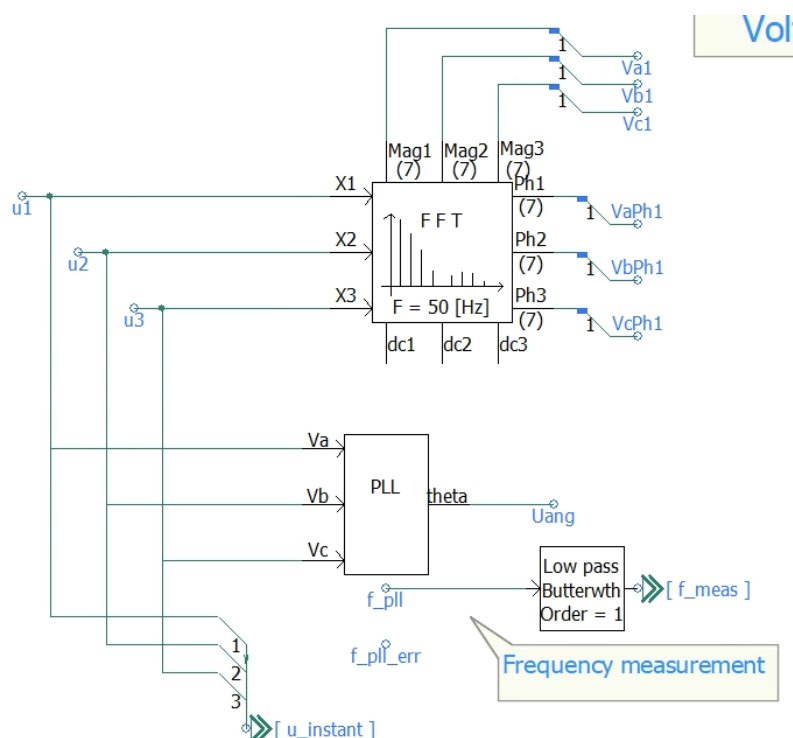 Vol
1
Va1
1
Vb1
1
Vc1
Mag1 Mag2 Mag3
(7) (7) (7)
u1
X1
Ph1
(7)
1
VaPh1
F F T
u2
X2
Ph2
(7)
1
VbPh1
u3
X3
F = 50 [Hz]
Ph3
(7)
1
VcPh1
dc1 dc2 dc3
Va
PLL
Vb
theta
Uang
Vc
f_pll
Low pass
Butterwth
Order = 1
[ f_meas ]
f_pll_err
Frequency measurement
1
2
3
[ u_instant ]